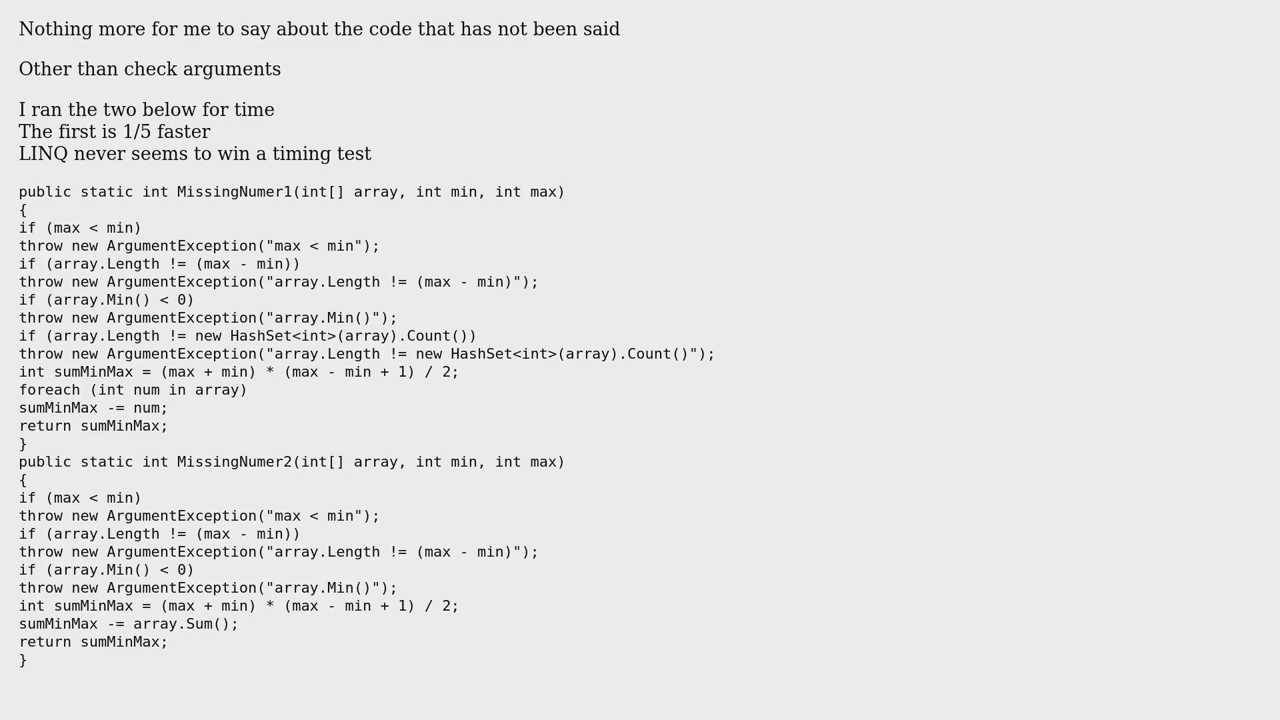 Nothing more for me to say about the code that has not been said
Other than check arguments
I ran the two below for time
The first is 1/5 faster
LINQ never seems to win a timing test
public static int MissingNumer1(int[] array, int min, int max)
{
if (max < min)
throw new ArgumentException("max < min");
if (array.Length != (max - min))
throw new ArgumentException("array.Length != (max - min)");
if (array.Min() < 0)
throw new ArgumentException("array.Min()");
if (array.Length != new HashSet<int>(array).Count())
throw new ArgumentException("array.Length != new HashSet<int>(array).Count()");
int sumMinMax = (max + min) * (max - min + 1) / 2;
foreach (int num in array)
sumMinMax -= num;
return sumMinMax;
}
public static int MissingNumer2(int[] array, int min, int max)
{
if (max < min)
throw new ArgumentException("max < min");
if (array.Length != (max - min))
throw new ArgumentException("array.Length != (max - min)");
if (array.Min() < 0)
throw new ArgumentException("array.Min()");
int sumMinMax = (max + min) * (max - min + 1) / 2;
sumMinMax -= array.Sum();
return sumMinMax;
}